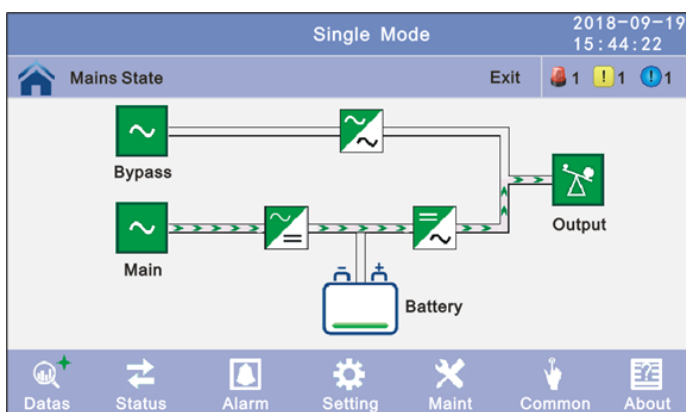 Single Mode
2018-09-19
15:44:22
Mains State
Exit
1
1
1
Bypass
Main
Output
Battery
Datas
Status
Alarm
Setting
Maint
Common
About